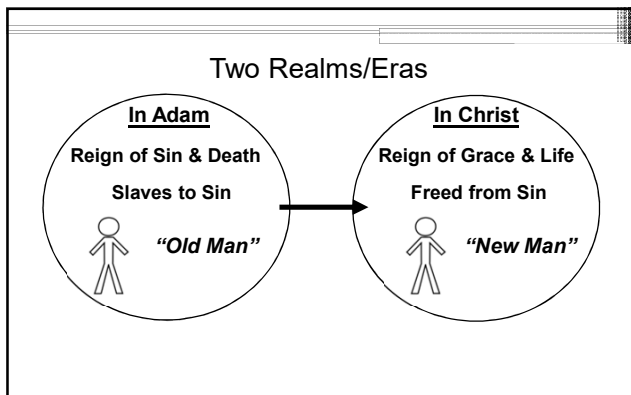 Two Realms/Eras
In Adam
Reign of Sin & Death
Slaves to Sin
“Old Man”
In Christ
Reign of Grace & Life
Freed from Sin
“New Man”